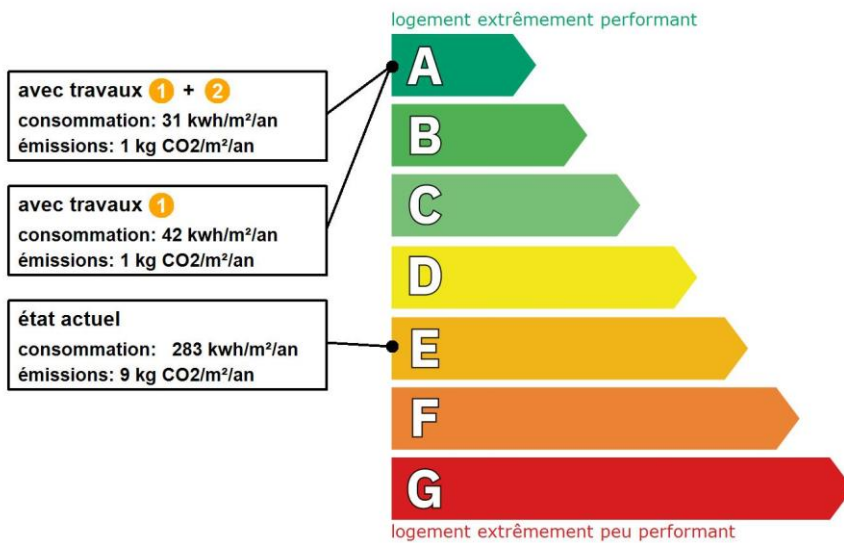 logement extrêmement performant
avec travaux 1 + 2
consommation: 31 kwh/m²/an
émissions: 1 kg CO2/m²/an
avec travaux 1
consommation: 42 kwh/m²/an
émissions: 1 kg CO2/m²/an
état actuel
consommation: 283 kwh/m²/an
émissions: 9 kg CO2/m²/an
A
B
C
D
E
F
G
logement extrêmement peu performant